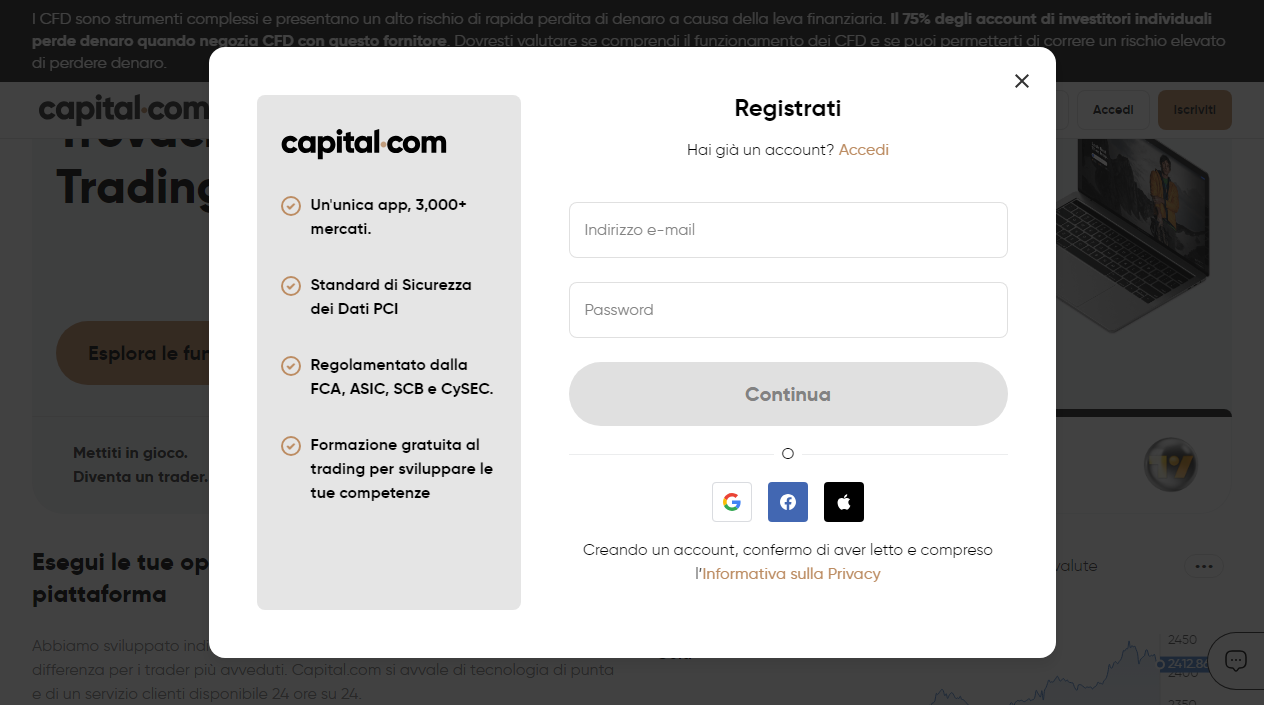 I CFD sono strumenti complessi e presentano un alto rischio di rapida perdita di denaro a causa della leva finanziaria. Il 75% degli account di investitori individuali
perde denaro quando negozia CFD con questo fornitore. Dovresti valutare se comprendi il funzionamento dei CFD e se puoi permetterti di correre un rischio elevato
di perdere denaro.
capital.com
Accedi
Iscriviti
Trading
Esplora le fun
Mettiti in gioco.
Diventa un trader.
Esegui le tue op
piattaforma
Abbiamo sviluppato indi
differenza per i trader più avveduti. Capital.com si avvale di tecnologia di punta
e di un servizio clienti disponibile 24 ore su 24.
capital.com
Un'unica app, 3,000+
mercati.
Standard di Sicurezza
dei Dati PCI
Regolamentato dalla
FCA, ASIC, SCB e CySEC.
Formazione gratuita al
trading per sviluppare le
tue competenze
Registrati
Hai già un account? Accedi
Indirizzo e-mail
Password
Continua
O
Creando un account, confermo di aver letto e compreso
l'Informativa sulla Privacy
valute
2450
2412.8
2400
2350